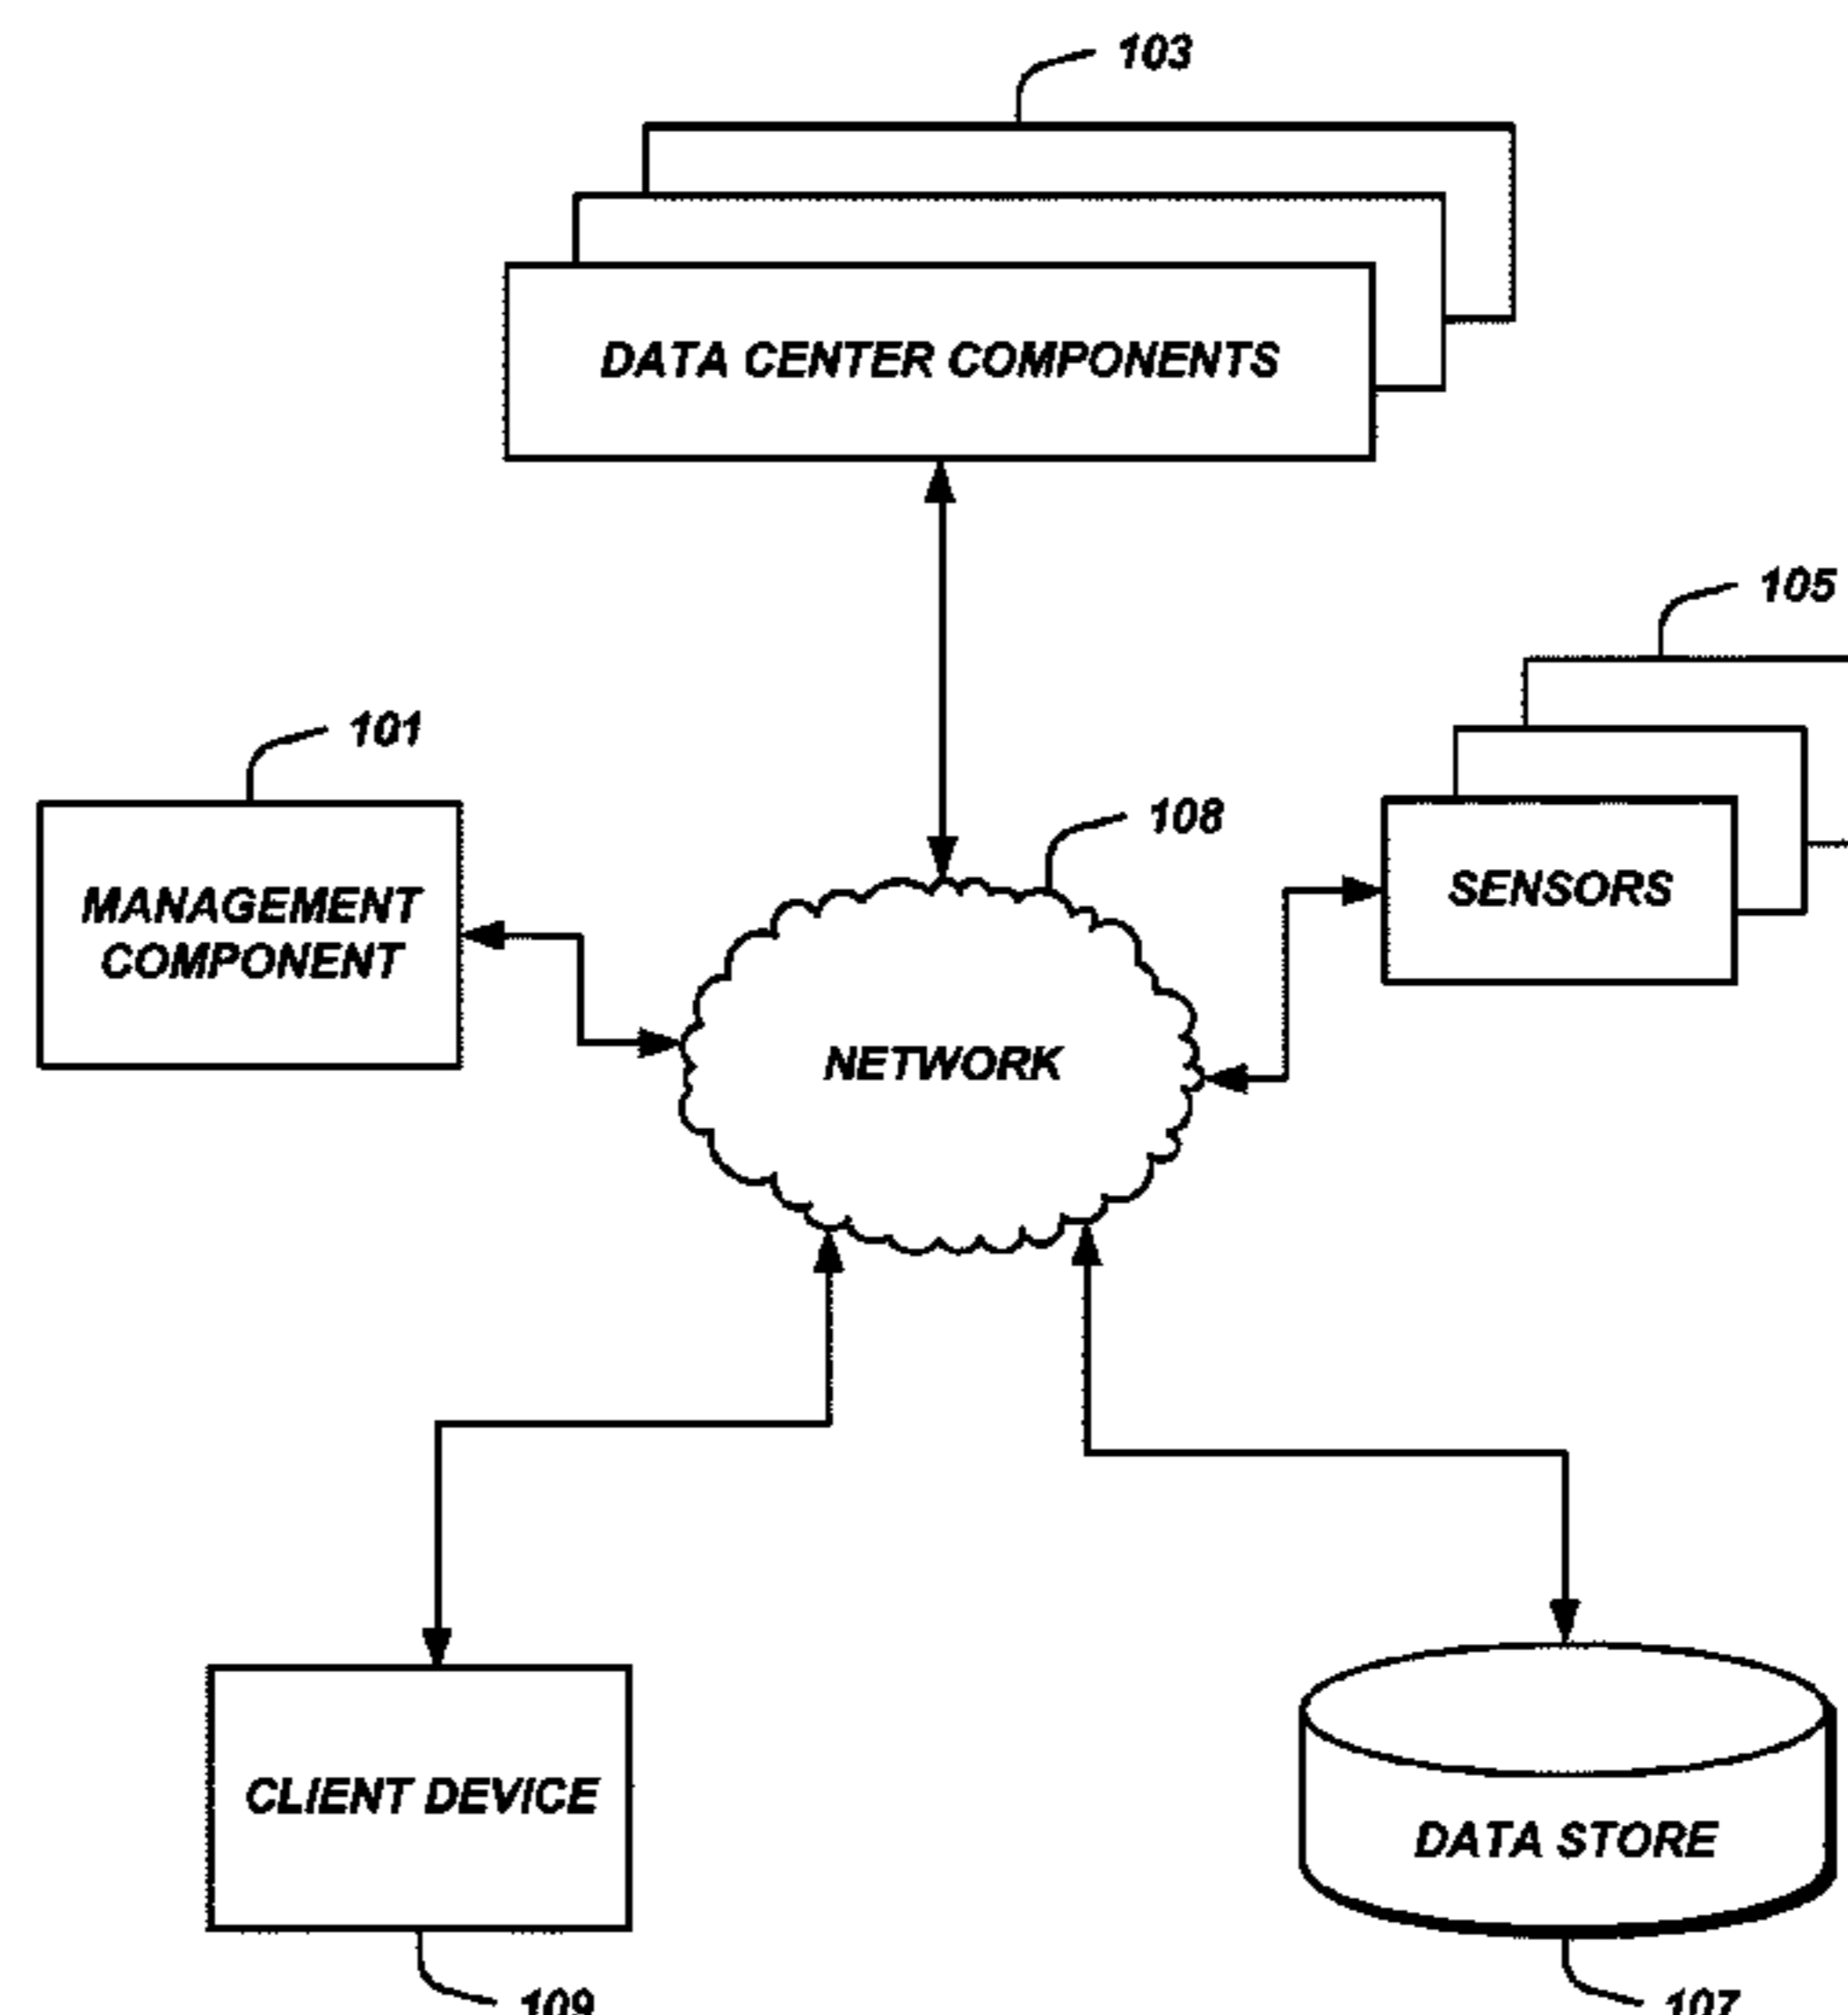 103
DATA CENTER COMPONENTS
105
101
108
MANAGEMENT
COMPONENT
SENSORS
NETWORK
CLIENT DEVICE
DATA STORE
109
107